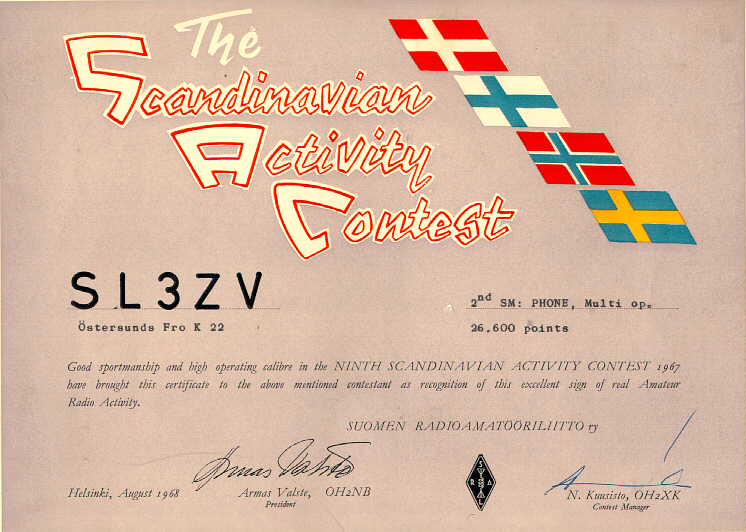 The
Scandinavian
Activity
Contest
SL3ZV
Östersunds Fro K 22
2nd SM: PHONE, Multi op.
26.600 points
Good sportmanship and high operating calibre in the NINTH SCANDINAVIAN ACTIVITY CONTEST 1967
have brought this certificate to the above mentioned contestant as recognition of this excellent sign of real Amateur
Radio Activity.
SUOMEN RADIOAMATÖÖRILIITTO ry
Armas Valste
Helsinki, August 1968
Armas Valste, OH2NB
President
SRAL
N. Kuusisto, OH2XK
Contest Manager